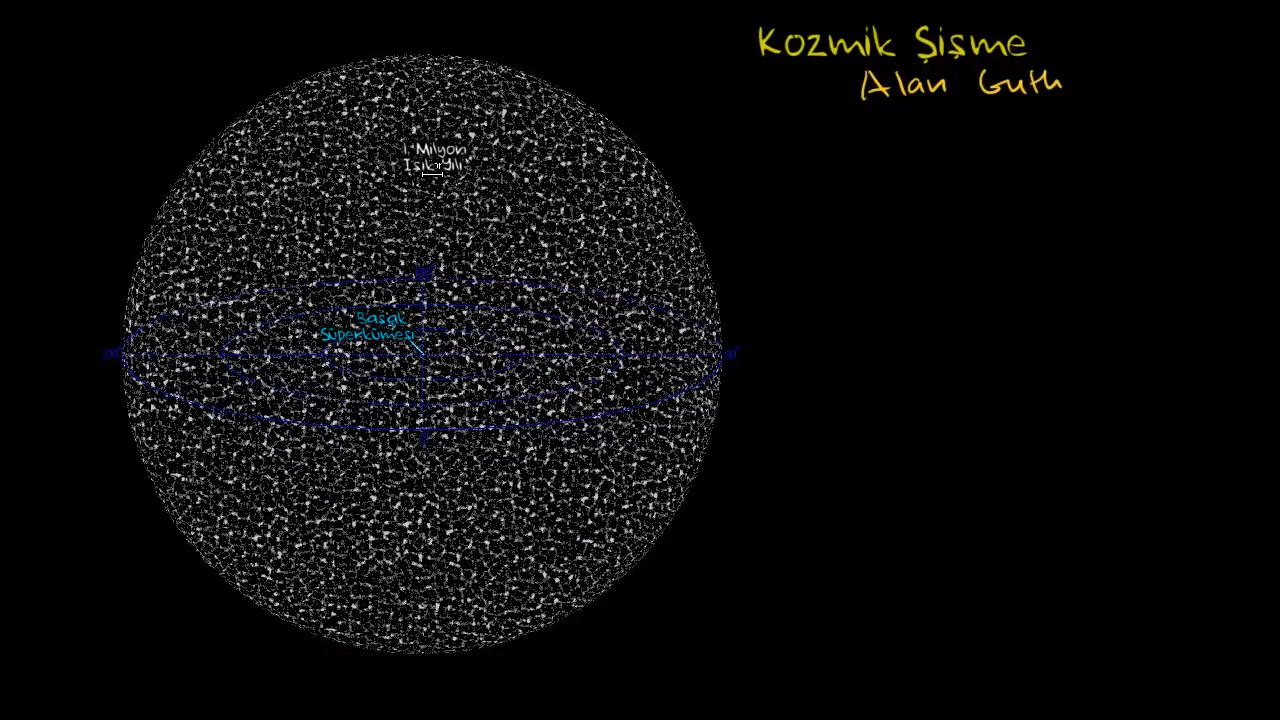 Kozmik Şişme
Alan Guth
1 Milyon
Işık Yılı
Başak
Süperkümesi